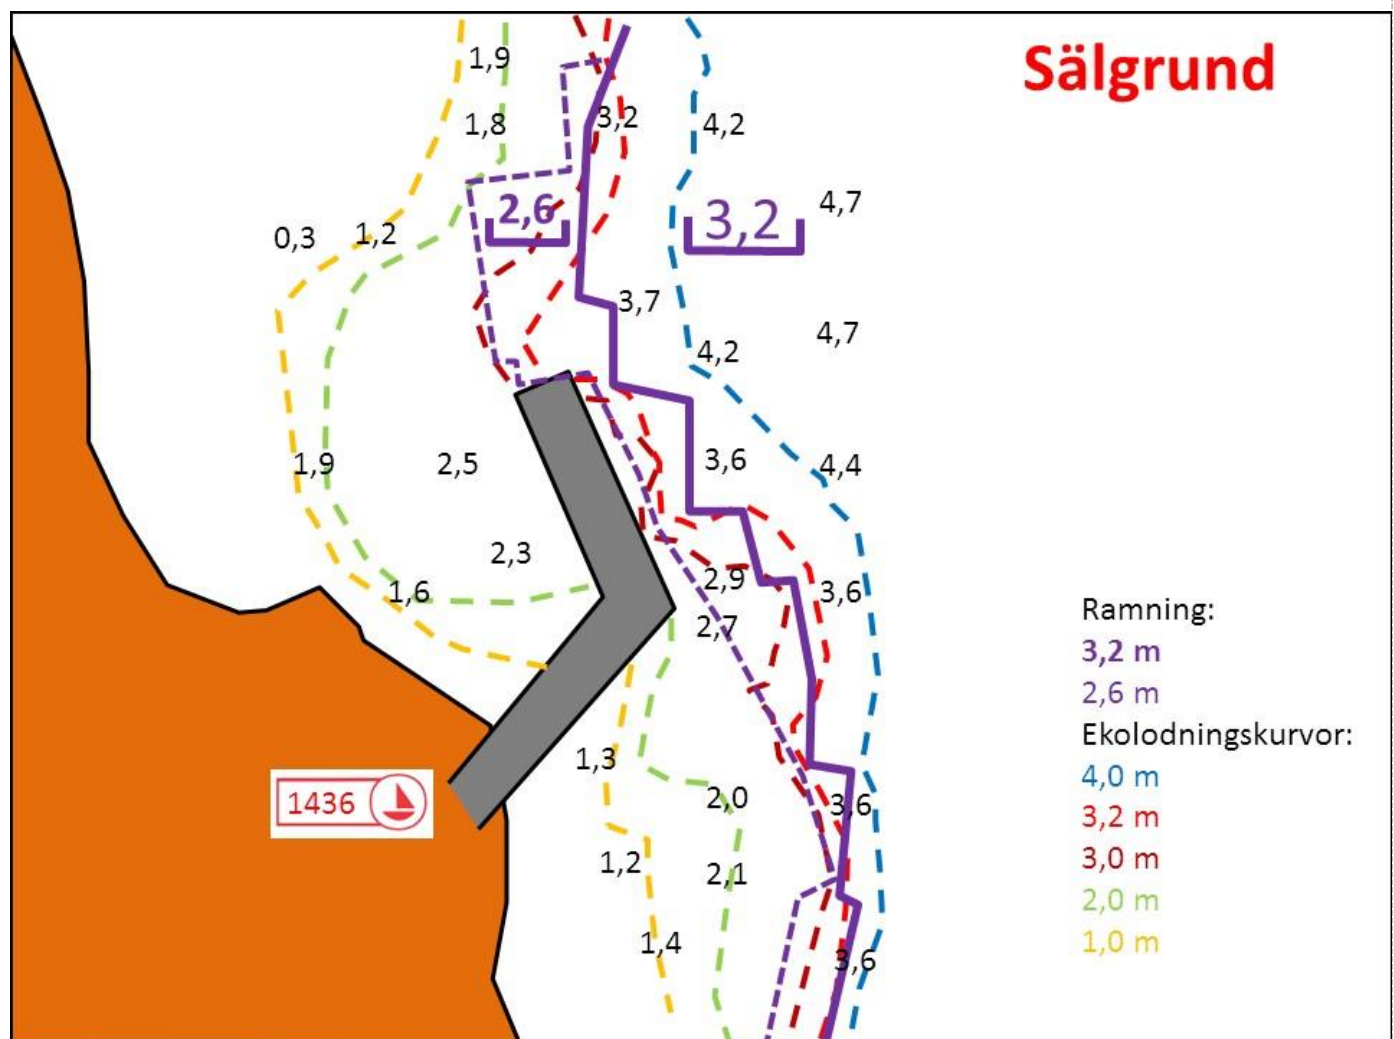 Sälgrund
1,9
1,8
3,2
4,2
2,6
3,2
4,7
0,3
1,2
3,7
4,7
4,2
1,9
2,5
3,6
4,4
2,3
2,9
3,6
1,6
2,7
Ramning:
3,2 m
2,6 m
Ekolodningskurvor:
4,0 m
3,2 m
3,0 m
2,0 m
1,0 m
1,3
1436
2,0
3,6
1,2
2,1
1,4
3,6